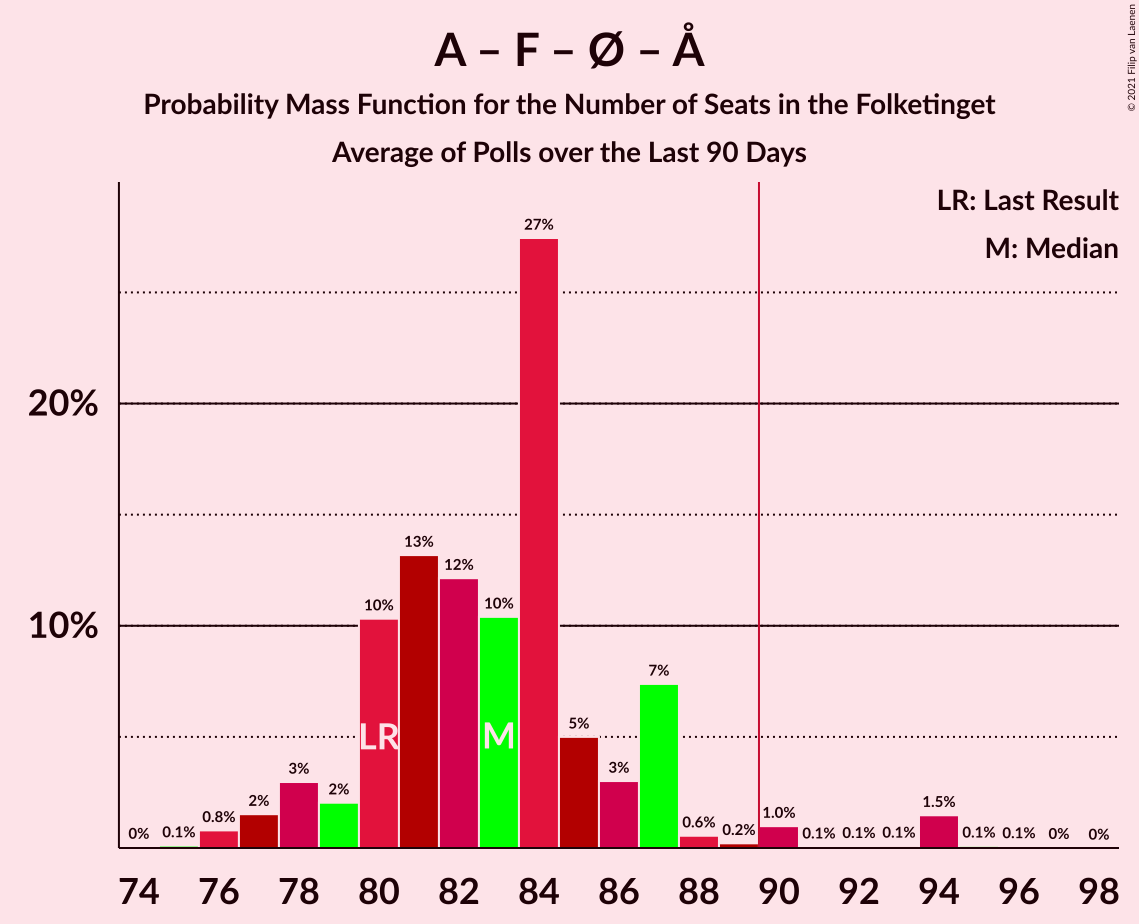 A – F – Ø – Å
Probability Mass Function for the Number of Seats in the Folketinget
Average of Polls over the Last 90 Days
© 2021 Filip van Laenen
LR: Last Result
M: Median
20%
10%
0% 0.1% 0.8% 2% 3% 2% 10% 13% 12% 10% 27% 5% 3% 7% 0.6% 0.2% 1.0% 0.1% 0.1% 0.1% 1.5% 0.1% 0.1% 0% 0%
LR M
74 76 78 80 82 84 86 88 90 92 94 96 98